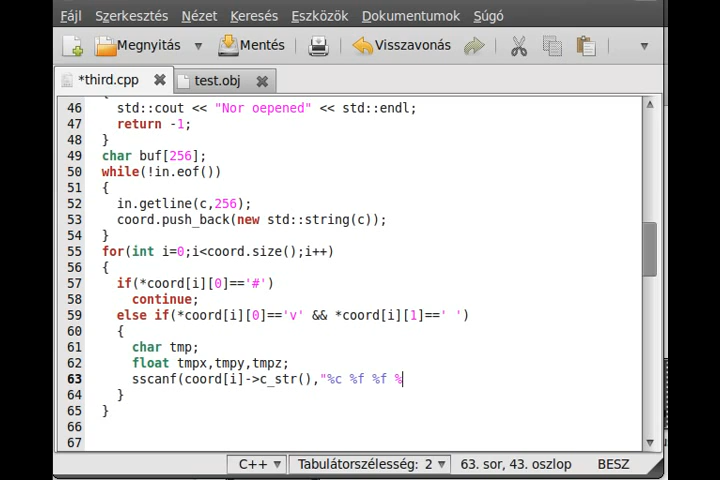 Fájl Szerkesztés Nézet Keresés Eszközök Dokumentumok Súgó
Megnyitás Mentés Visszavonás
*third.cpp test.obj
46 std::cout << "Nor oepened" << std::endl;
47 return -1;
48 }
49 char buf[256];
50 while(!in.eof())
51 {
52 in.getline(c,256);
53 coord.push_back(new std::string(c));
54 }
55 for(int i=0;i<coord.size();i++)
56 {
57 if(*coord[i][0]=='#')
58 continue;
59 else if(*coord[i][0]=='v' && *coord[i][1]==' ')
60 {
61 char tmp;
62 float tmpx,tmpy,tmpz;
63 sscanf(coord[i]->c_str(),"%c %f %f %
64 }
65 }
66
67
C++ Tabulátorszélesség: 2 63. sor, 43. oszlop BESZ